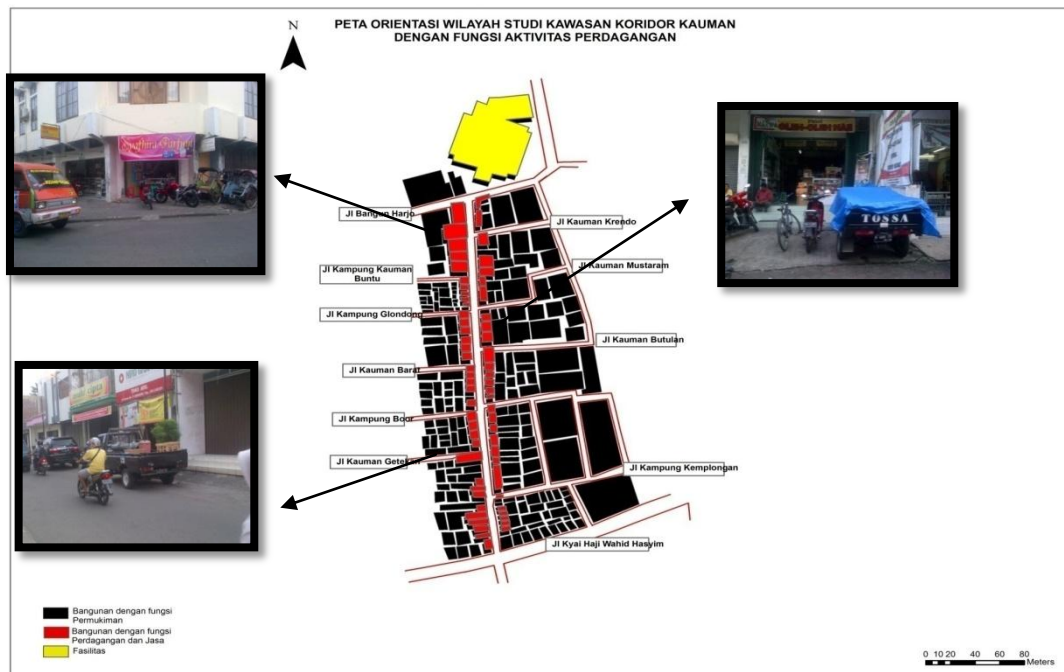 PETA ORIENTASI WILAYAH STUDI KAWASAN KORIDOR KAUMAN
DENGAN FUNGSI AKTIVITAS PERDAGANGAN
N
TOSSA
Jl Bangun Harjo
Jl Kauman Krendo
Jl Kampung Kauman
Buntu
Jl Kauman Mustaram
Jl Kampung Glondong
Jl Kauman Butulan
Jl Kauman Barat
Jl Kampung Boor
Jl Kauman Getekan
Jl Kampung Kemplongan
Jl Kyai Haji Wahid Hasyim
Bangunan dengan fungsi
Permukiman
Bangunan dengan fungsi
Perdagangan dan Jasa
Fasilitas
0 10 20 40 60 80
Meters